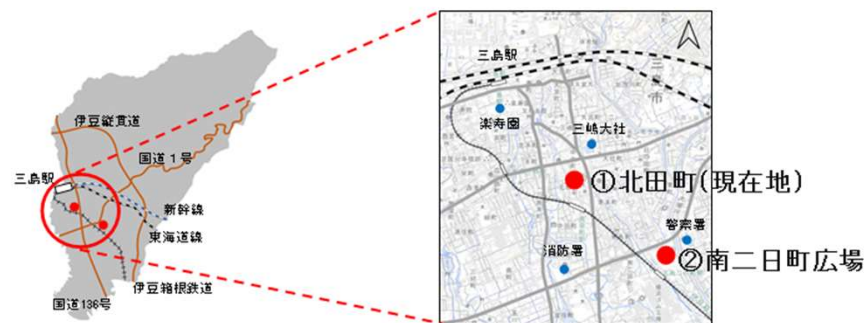 伊豆縦貫道
国道1号
三島駅
新幹線
東海道線
伊豆箱根鉄道
国道136号
三島駅
三島市
楽寿園
三嶋大社
①北田町(現在地)
警察署
消防署
②南二日町広場